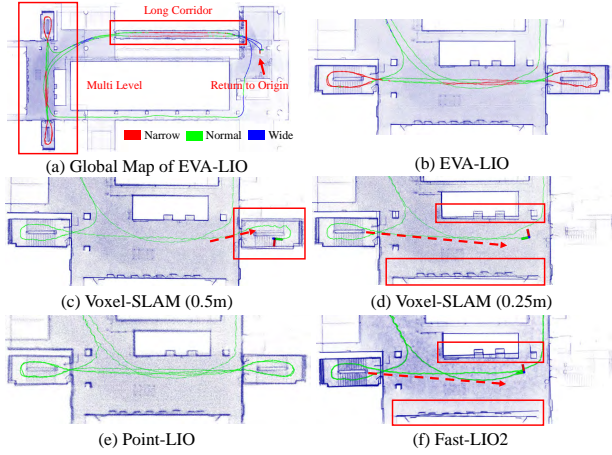 Long Corridor
Multi Level
Return to Origin
Narrow Normal Wide
(a) Global Map of EVA-LIO
(b) EVA-LIO
(c) Voxel-SLAM (0.5m)
(d) Voxel-SLAM (0.25m)
(e) Point-LIO
(f) Fast-LIO2